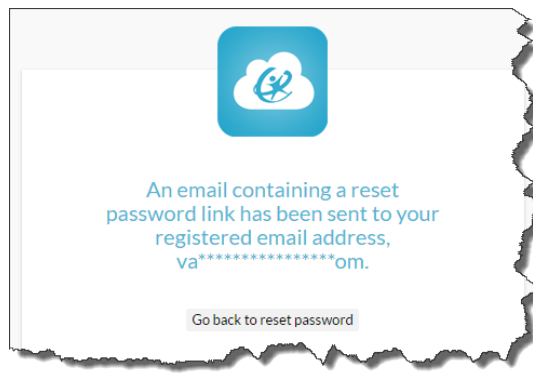 An email containing a reset
password link has been sent to your
registered email address,
va****************om.
Go back to reset password